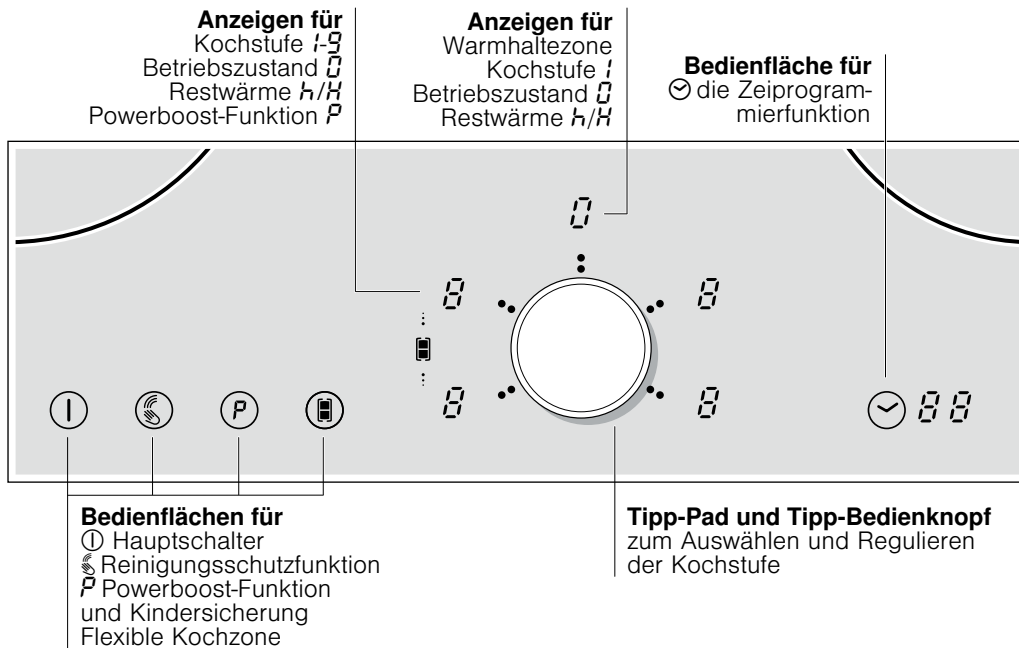 Anzeigen für
Kochstufe 1-9
Betriebszustand 0
Restwärme h/H
Powerboost-Funktion P
Anzeigen für
Warmhaltezone
Kochstufe 1
Betriebszustand 0
Restwärme h/H
Bedienfläche für
die Zeiprogram-
mierfunktion
0
8
8
8
8
P
8 8
Bedienflächen für
Hauptschalter
Reinigungsschutzfunktion
P Powerboost-Funktion
und Kindersicherung
Flexible Kochzone
Tipp-Pad und Tipp-Bedienknopf
zum Auswählen und Regulieren
der Kochstufe